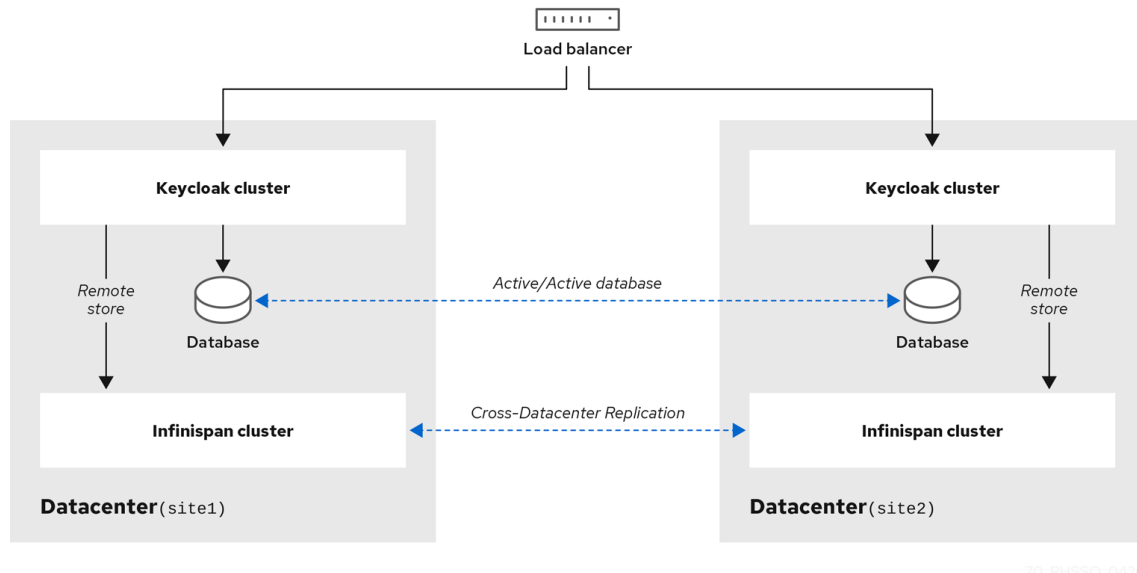 Load balancer
Keycloak cluster
Keycloak cluster
Remote
store
Active/Active database
Remote
store
Database
Database
Cross-Datacenter Replication
Infinispan cluster
Infinispan cluster
Datacenter(site1)
Datacenter(site2)